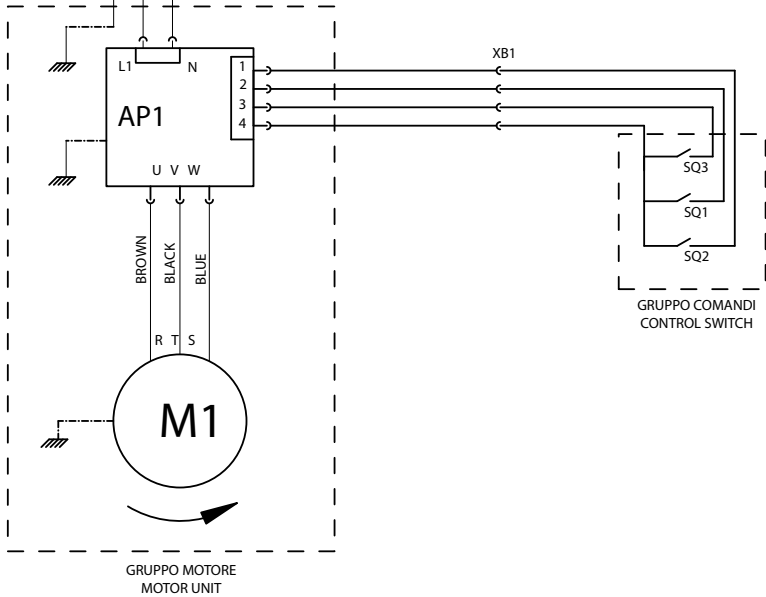 XB1
L1 N
1
2
3
4
AP1
U V W
SQ3
SQ1
SQ2
BROWN
BLACK
BLUE
GRUPPO COMANDI
CONTROL SWITCH
R T S
M1
GRUPPO MOTORE
MOTOR UNIT